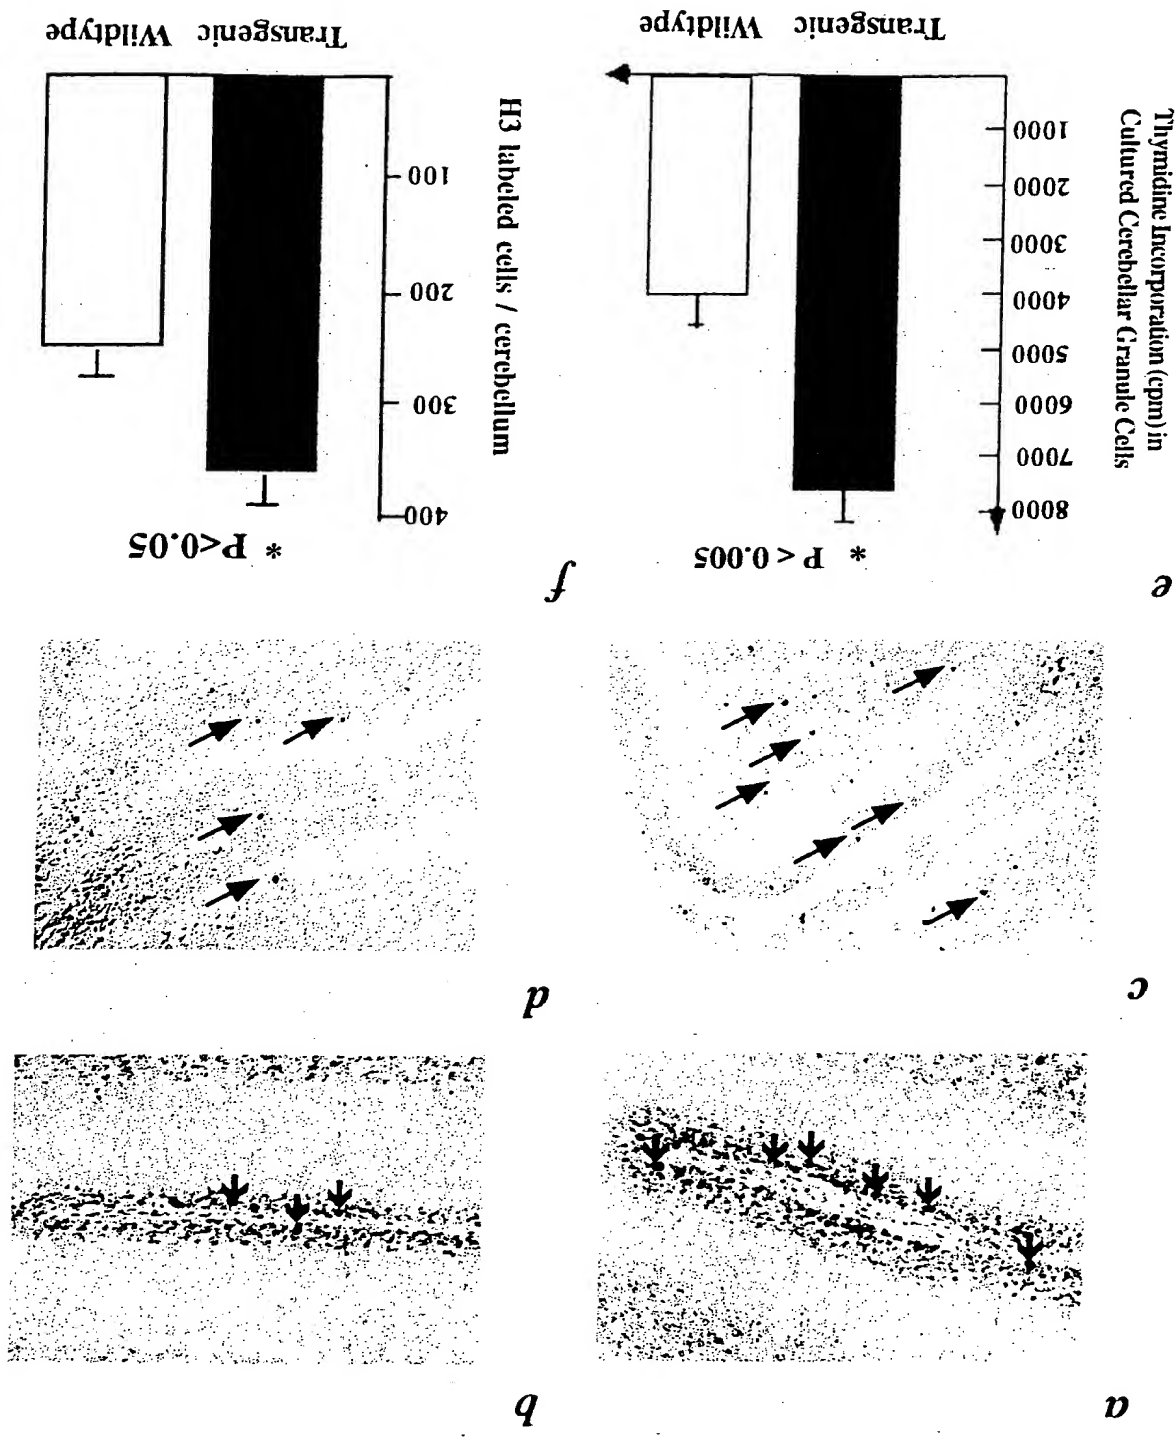 a
b
c
d
e
* P < 0.005
Thymidine Incorporation (cpm) in
Cultured Cerebellar Granule Cells
8000
7000
6000
5000
4000
3000
2000
1000
Transgenic Wildtype
f
* P<0.05
H3 labeled cells / cerebellum
400
300
200
100
Transgenic Wildtype